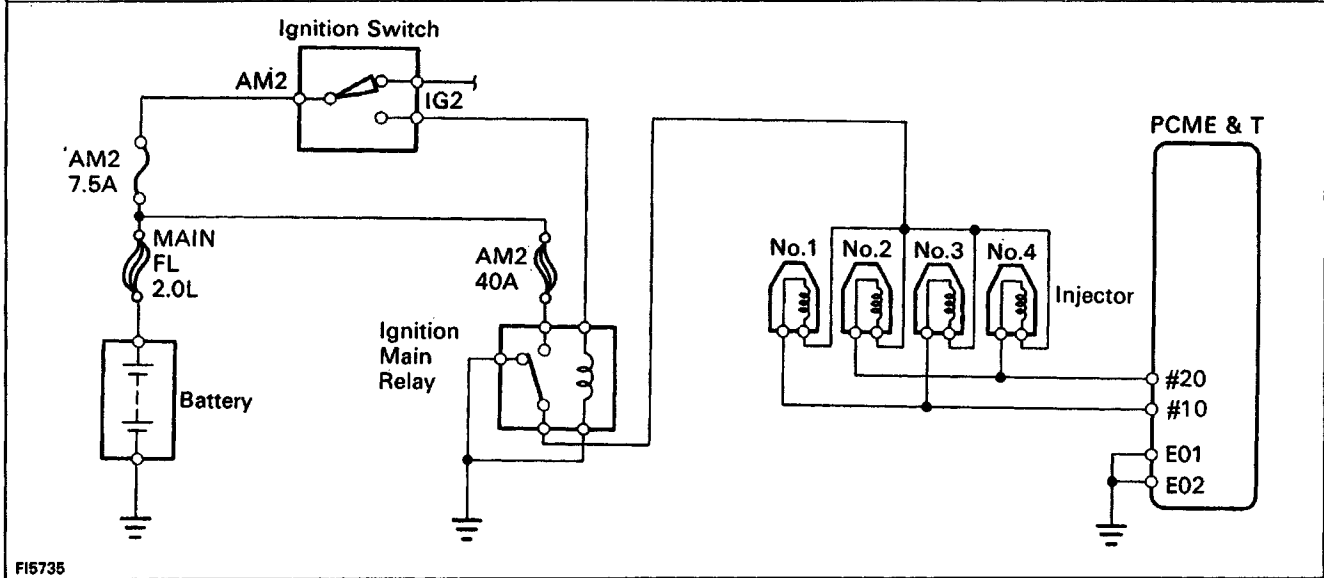 Ignition Switch
AM2
IG2
AM2
7.5A
MAIN
FL
2.0L
Battery
AM2
40A
Ignition
Main
Relay
No.1 No.2 No.3 No.4
Injector
PCME & T
#20
#10
E01
E02
FI5735